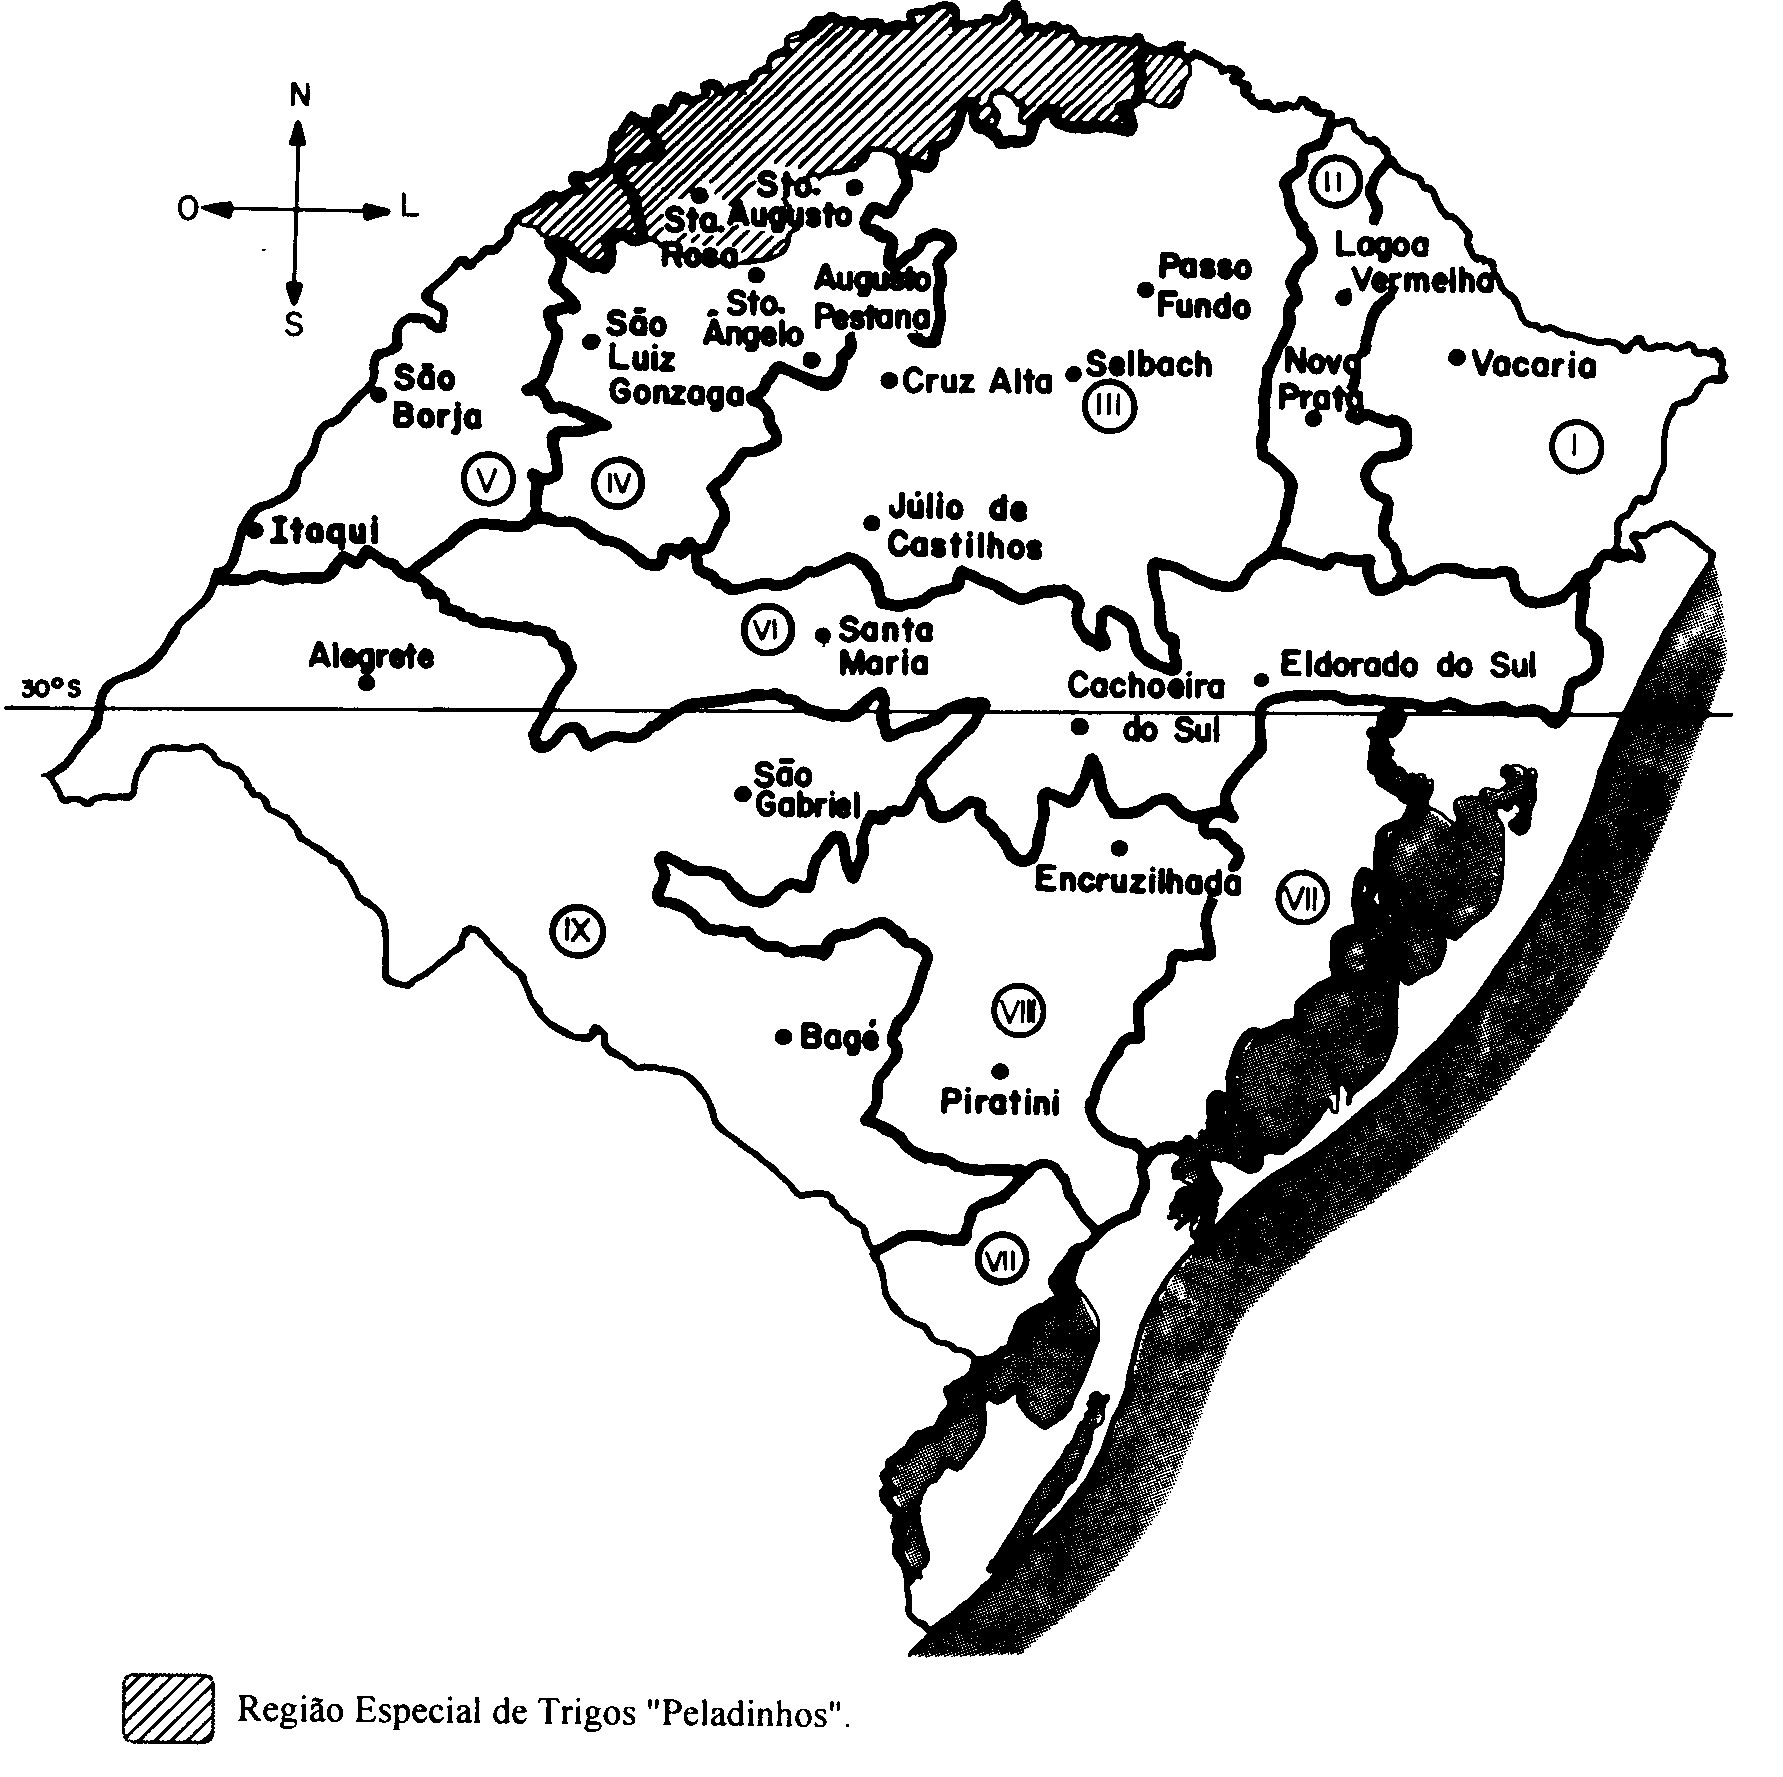 N
O
L
S
Sto.
Augusto
Sta.
Rosa
Augusto
Pestana
Sto.
Ângelo
São
Luiz
Gonzaga
São
Borja
Cruz Alta
Selbach
III
Passo
Fundo
II
Lagoa
Vermelha
Nova
Prata
Vacaria
I
V
IV
Itaqui
Júlio de
Castilhos
VI
Santa
Maria
Alegrete
Eldorado do Sul
Cachoeira
do Sul
30°S
São
Gabriel
Encruzilhada
VII
IX
VIII
Bagé
Piratini
VII
Região Especial de Trigos "Peladinhos".